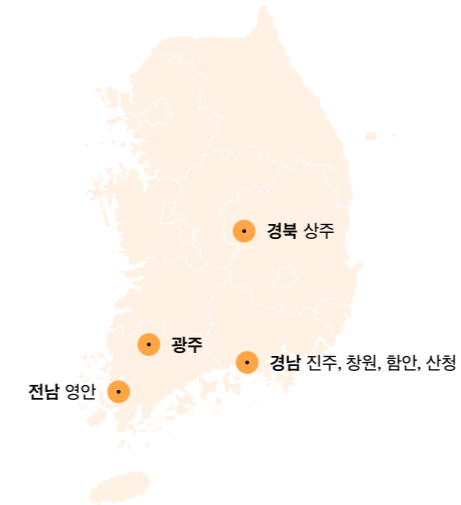 경북 상주
광주
경남 진주, 창원, 함안, 산청
전남 영안